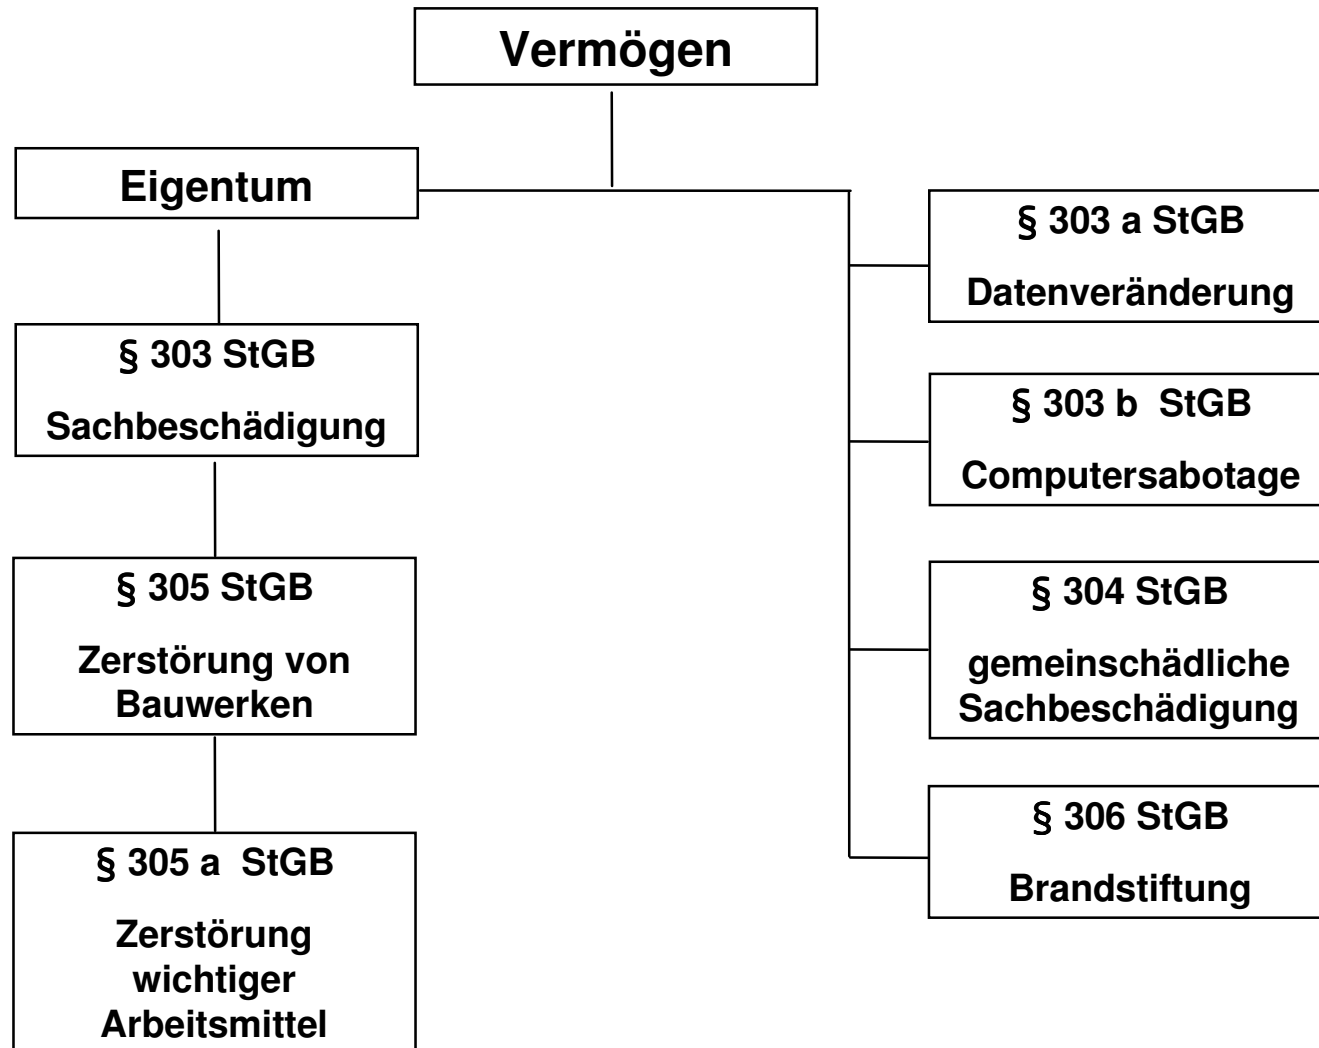 Vermögen
Eigentum
§ 303 StGB
Sachbeschädigung
§ 305 StGB
Zerstörung von
Bauwerken
§ 305 a StGB
Zerstörung
wichtiger
Arbeitsmittel
§ 303 a StGB
Datenveränderung
§ 303 b StGB
Computersabotage
§ 304 StGB
gemeinschädliche
Sachbeschädigung
§ 306 StGB
Brandstiftung